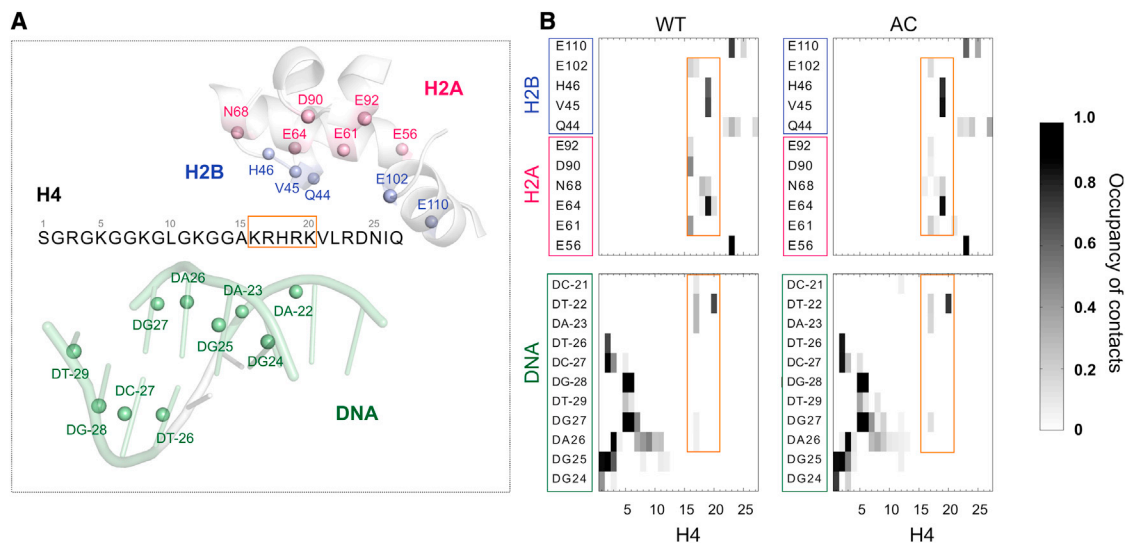 A
H2A
D90
E92
N68
E64
E61
E56
H2B
H46
V45
Q44
E102
E110
H4
1 5 10 15 20 25
SGRGKGGKGLGKGGAKRHRKVLRDNIQ
DA26
DA-23
DA-22
DG27
DG25
DG24
DT-29
DC-27
DG-28
DT-26
DNA
B
WT
AC
H2B
E110
E102
H46
V45
Q44
H2A
E92
D90
N68
E64
E61
E56
DNA
DC-21
DT-22
DA-23
DT-26
DC-27
DG-28
DT-29
DG27
DA26
DG25
DG24
5 10 15 20 25
H4
E110
E102
H46
V45
Q44
E92
D90
N68
E64
E61
E56
DC-21
DT-22
DA-23
DT-26
DC-27
DG-28
DT-29
DG27
DA26
DG25
DG24
5 10 15 20 25
H4
1.0
0.8
0.6
0.4
0.2
0
Occupancy of contacts